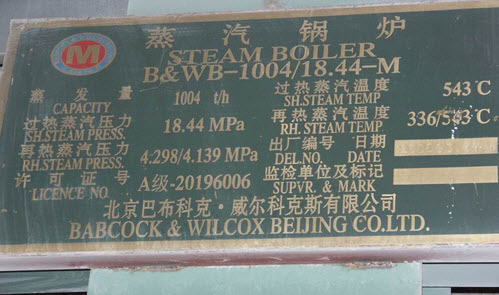 M
蒸汽锅炉
STEAM BOILER
B&WB-1004/18.44-M
蒸发量 1004 t/h 过热蒸汽温度 543℃
CAPACITY SH.STEAM TEMP
过热蒸汽压力 18.44 MPa 再热蒸汽温度 336/543℃
SH.STEAM PRESS. RH.STEAM TEMP
再热蒸汽压力 4.298/4.139 MPa 出厂编号 日期
RH.STEAM PRESS. DEL.NO. DATE
许可证号 A级-20196006 监检单位及标记
LICENCE NO. SUPVR. & MARK
北京巴布科克·威尔科克斯有限公司
BABCOCK & WILCOX BEIJING CO.LTD.